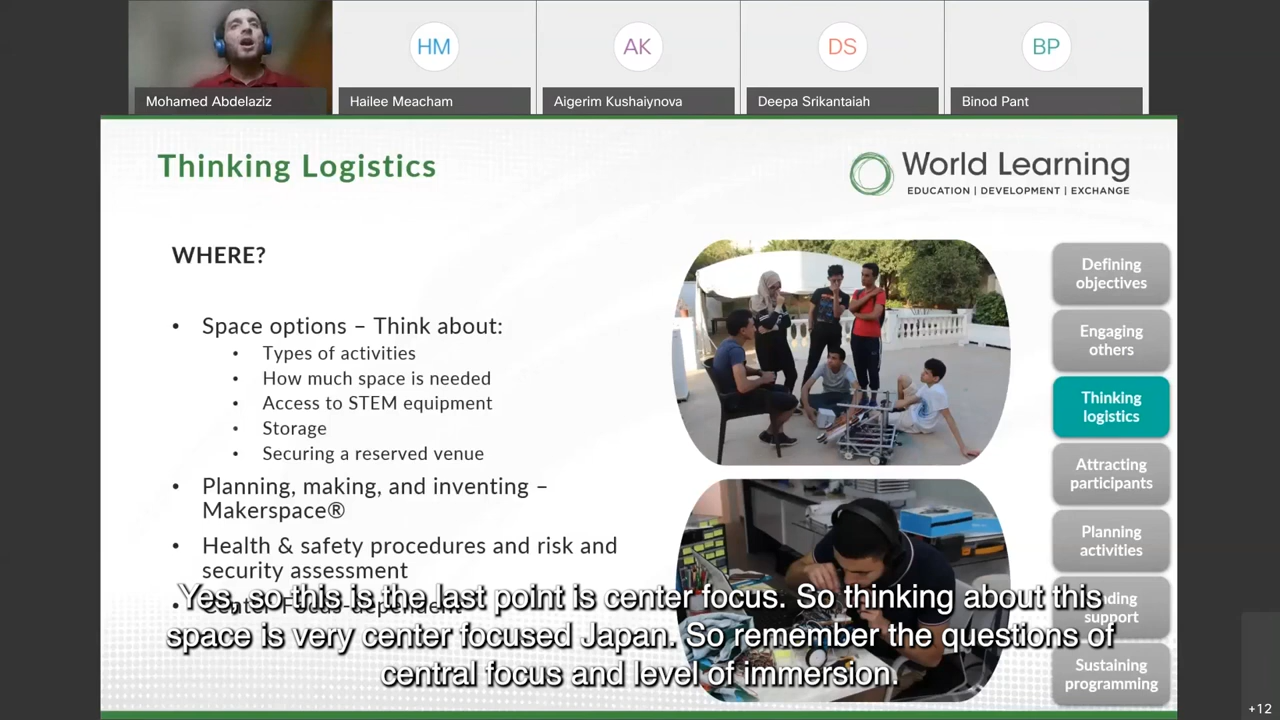 HM
AK
DS
BP
Mohamed Abdelaziz
Hailee Meacham
Aigerim Kushaiynova
Deepa Srikantaiah
Binod Pant
Thinking Logistics
World Learning
EDUCATION | DEVELOPMENT | EXCHANGE
WHERE?
• Space options – Think about:
• Types of activities
• How much space is needed
• Access to STEM equipment
• Storage
• Securing a reserved venue
• Planning, making, and inventing –
Makerspace®
• Health & safety procedures and risk and
security assessment
• Center Focus-dependent
Defining
objectives
Engaging
others
Thinking
logistics
Attracting
participants
Planning
activities
support
Sustaining
programming
Yes, so this is the last point is center focus. So thinking about this
space is very center focused Japan. So remember the questions of
central focus and level of immersion.
+12